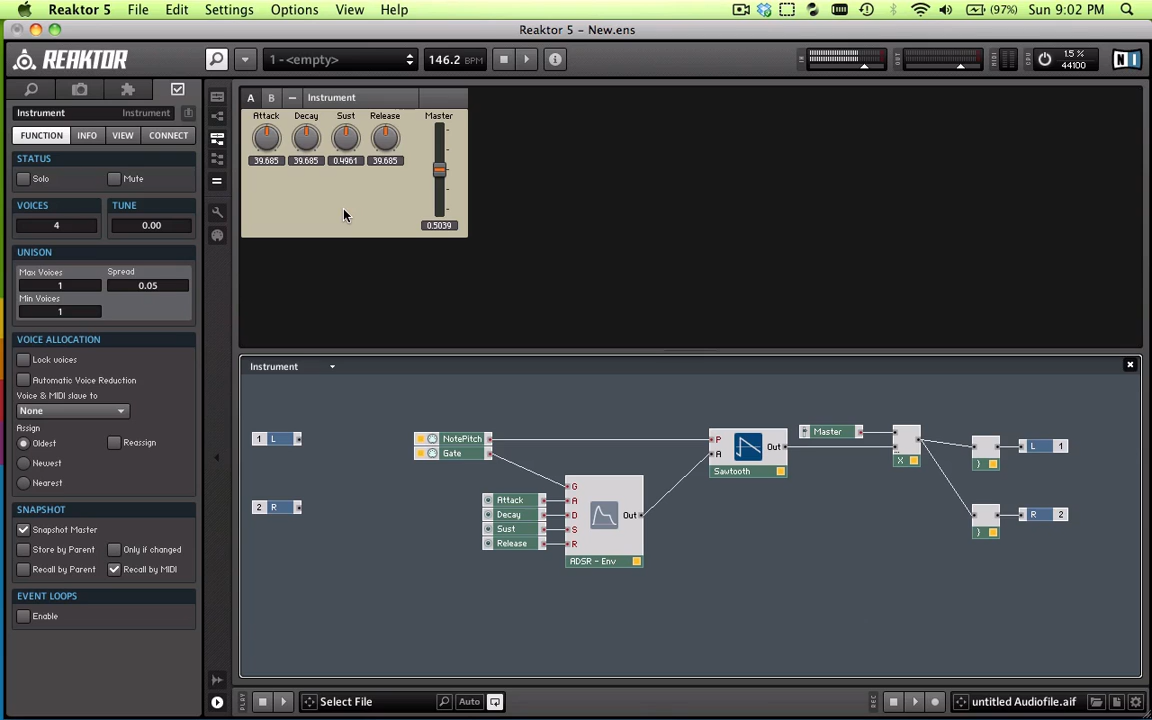 Reaktor 5 File Edit Settings Options View Help (97%) Sun 9:02 PM
Reaktor 5 - New.ens
REAKTOR 1 - <empty> 146.2 BPM 1.5 % 44100
A B Instrument
Instrument Instrument
FUNCTION INFO VIEW CONNECT
STATUS
Solo Mute
VOICES TUNE
4 0.00
UNISON
Max Voices Spread
1 0.05
Min Voices
1
VOICE ALLOCATION
Lock voices
Automatic Voice Reduction
Voice & MIDI slave to
None
Assign
Oldest Reassign
Newest
Nearest
SNAPSHOT
Snapshot Master
Store by Parent Only if changed
Recall by Parent Recall by MIDI
EVENT LOOPS
Enable
Attack Decay Sust Release Master
39.685 39.685 0.4961 39.685
0.5039
Instrument
1 L
2 R
NotePitch
Gate
Attack
Decay
Sust
Release
G
A
D
S
R
Out
ADSR - Env
P
A
Out
Sawtooth
Master
X
}
}
L 1
R 2
PLAY Select File Auto REC untitled Audiofile.aif